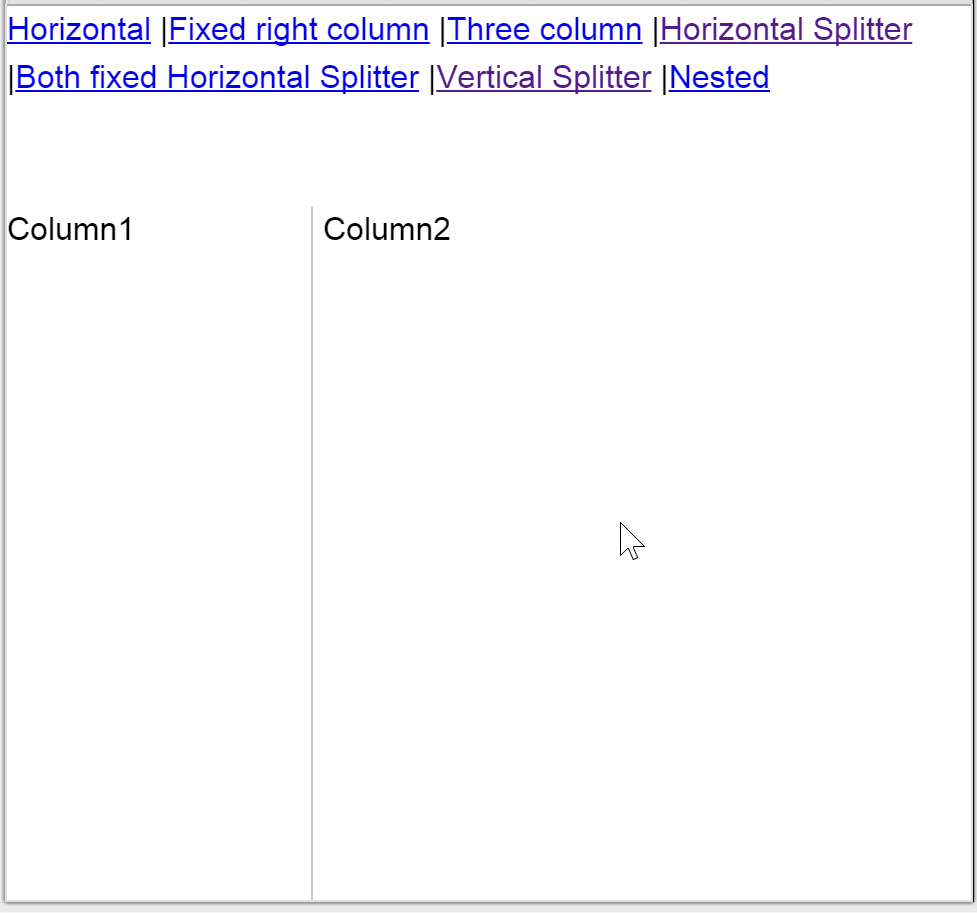 Horizontal |Fixed right column |Three column |Horizontal Splitter
|Both fixed Horizontal Splitter |Vertical Splitter |Nested
Column1
Column2